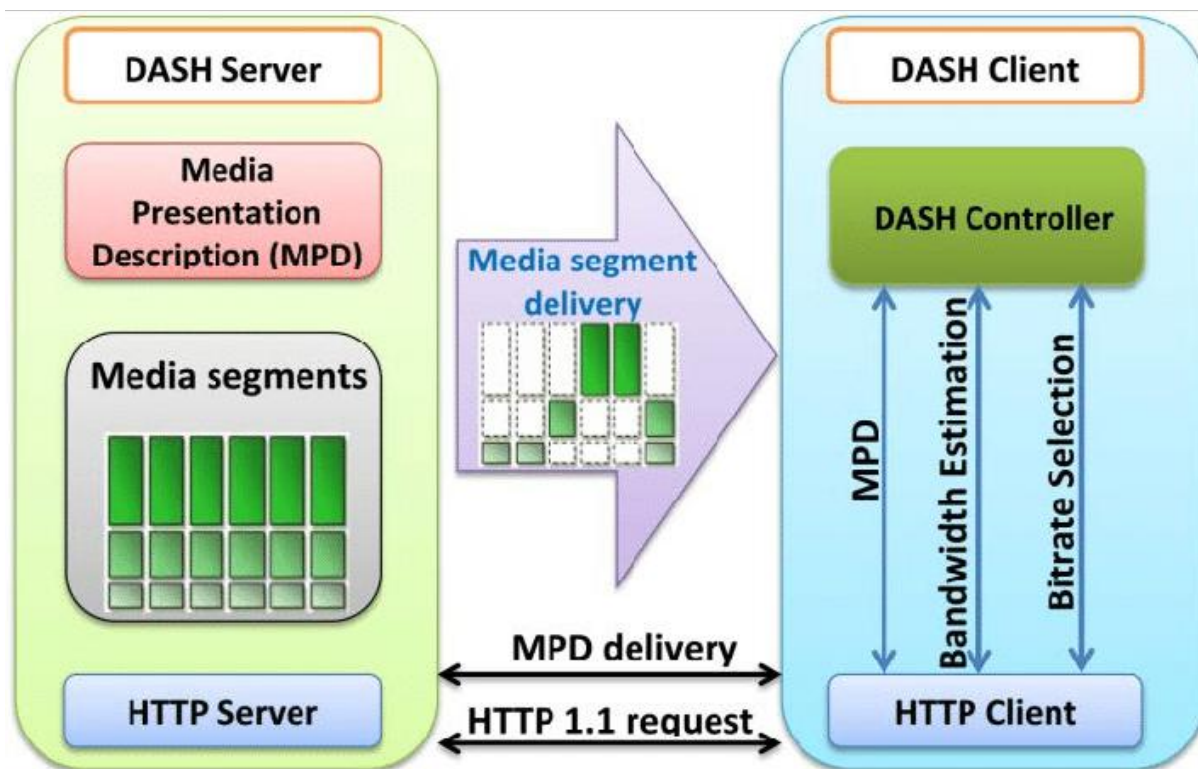 DASH Server
Media
Presentation
Description (MPD)
Media segments
HTTP Server
Media segment
delivery
MPD delivery
HTTP 1.1 request
DASH Client
DASH Controller
MPD
Bandwidth Estimation
Bitrate Selection
HTTP Client